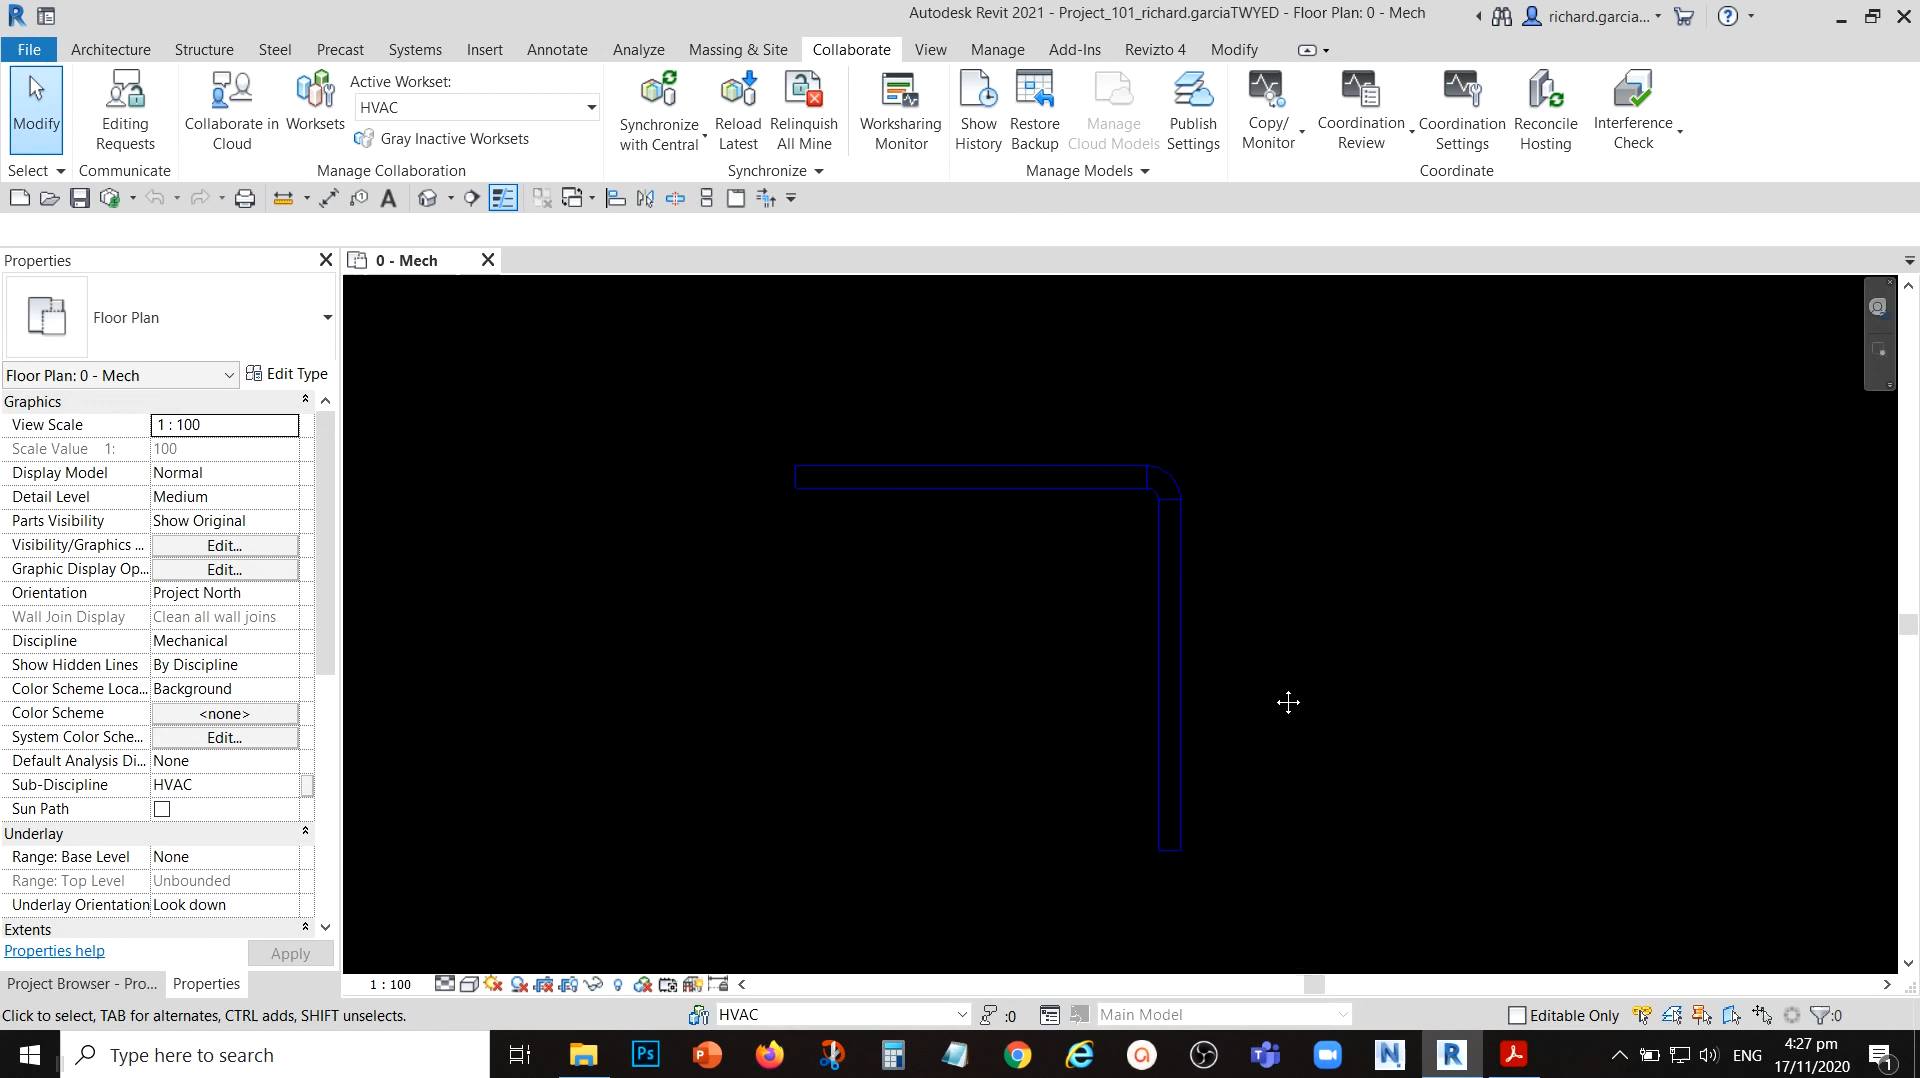 Autodesk Revit 2021 - Project_101_richard.garciaTWYED - Floor Plan: 0 - Mech
richard.garcia...
File Architecture Structure Steel Precast Systems Insert Annotate Analyze Massing & Site Collaborate View Manage Add-Ins Revizto 4 Modify
Modify
Select
Editing Requests
Communicate
Collaborate in Cloud
Worksets
Active Workset:
HVAC
Gray Inactive Worksets
Manage Collaboration
Synchronize with Central
Reload Latest
Relinquish All Mine
Synchronize
Worksharing Monitor
Show History
Restore Backup
Manage Cloud Models
Publish Settings
Manage Models
Copy/ Monitor
Coordination Review
Coordination Settings
Reconcile Hosting
Interference Check
Coordinate
Properties
0 - Mech
Floor Plan
Floor Plan: 0 - Mech
Edit Type
Graphics
View Scale 1 : 100
Scale Value 1: 100
Display Model Normal
Detail Level Medium
Parts Visibility Show Original
Visibility/Graphics ... Edit...
Graphic Display Op... Edit...
Orientation Project North
Wall Join Display Clean all wall joins
Discipline Mechanical
Show Hidden Lines By Discipline
Color Scheme Loca... Background
Color Scheme <none>
System Color Sche... Edit...
Default Analysis Di... None
Sub-Discipline HVAC
Sun Path
Underlay
Range: Base Level None
Range: Top Level Unbounded
Underlay Orientation Look down
Extents
Properties help
Apply
Project Browser - Pro... Properties
1 : 100
Click to select, TAB for alternates, CTRL adds, SHIFT unselects.
HVAC
:0
Main Model
Editable Only
:0
Type here to search
ENG
4:27 pm
17/11/2020
1